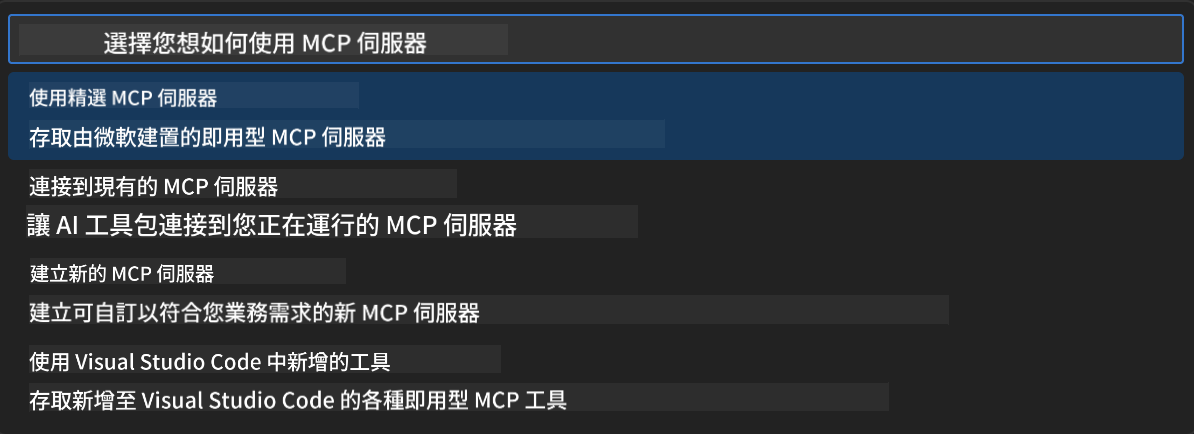 選擇您想如何使用 MCP 伺服器
使用精選 MCP 伺服器
存取由微軟建置的即用型 MCP 伺服器
連接到現有的 MCP 伺服器
讓 AI 工具包連接到您正在運行的 MCP 伺服器
建立新的 MCP 伺服器
建立可自訂以符合您業務需求的新 MCP 伺服器
使用 Visual Studio Code 中新增的工具
存取新增至 Visual Studio Code 的各種即用型 MCP 工具